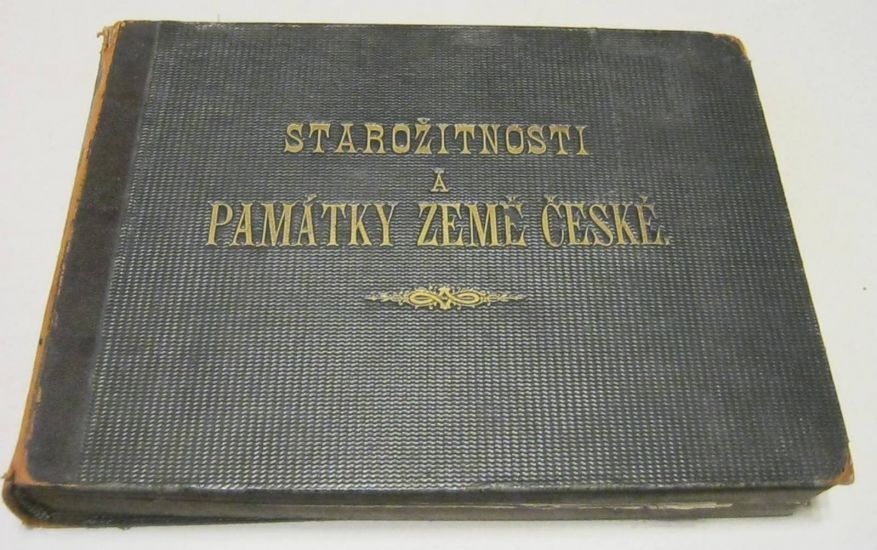 STAROŽITNOSTI
A
PAMÁTKY ZEMĚ ČESKÉ.